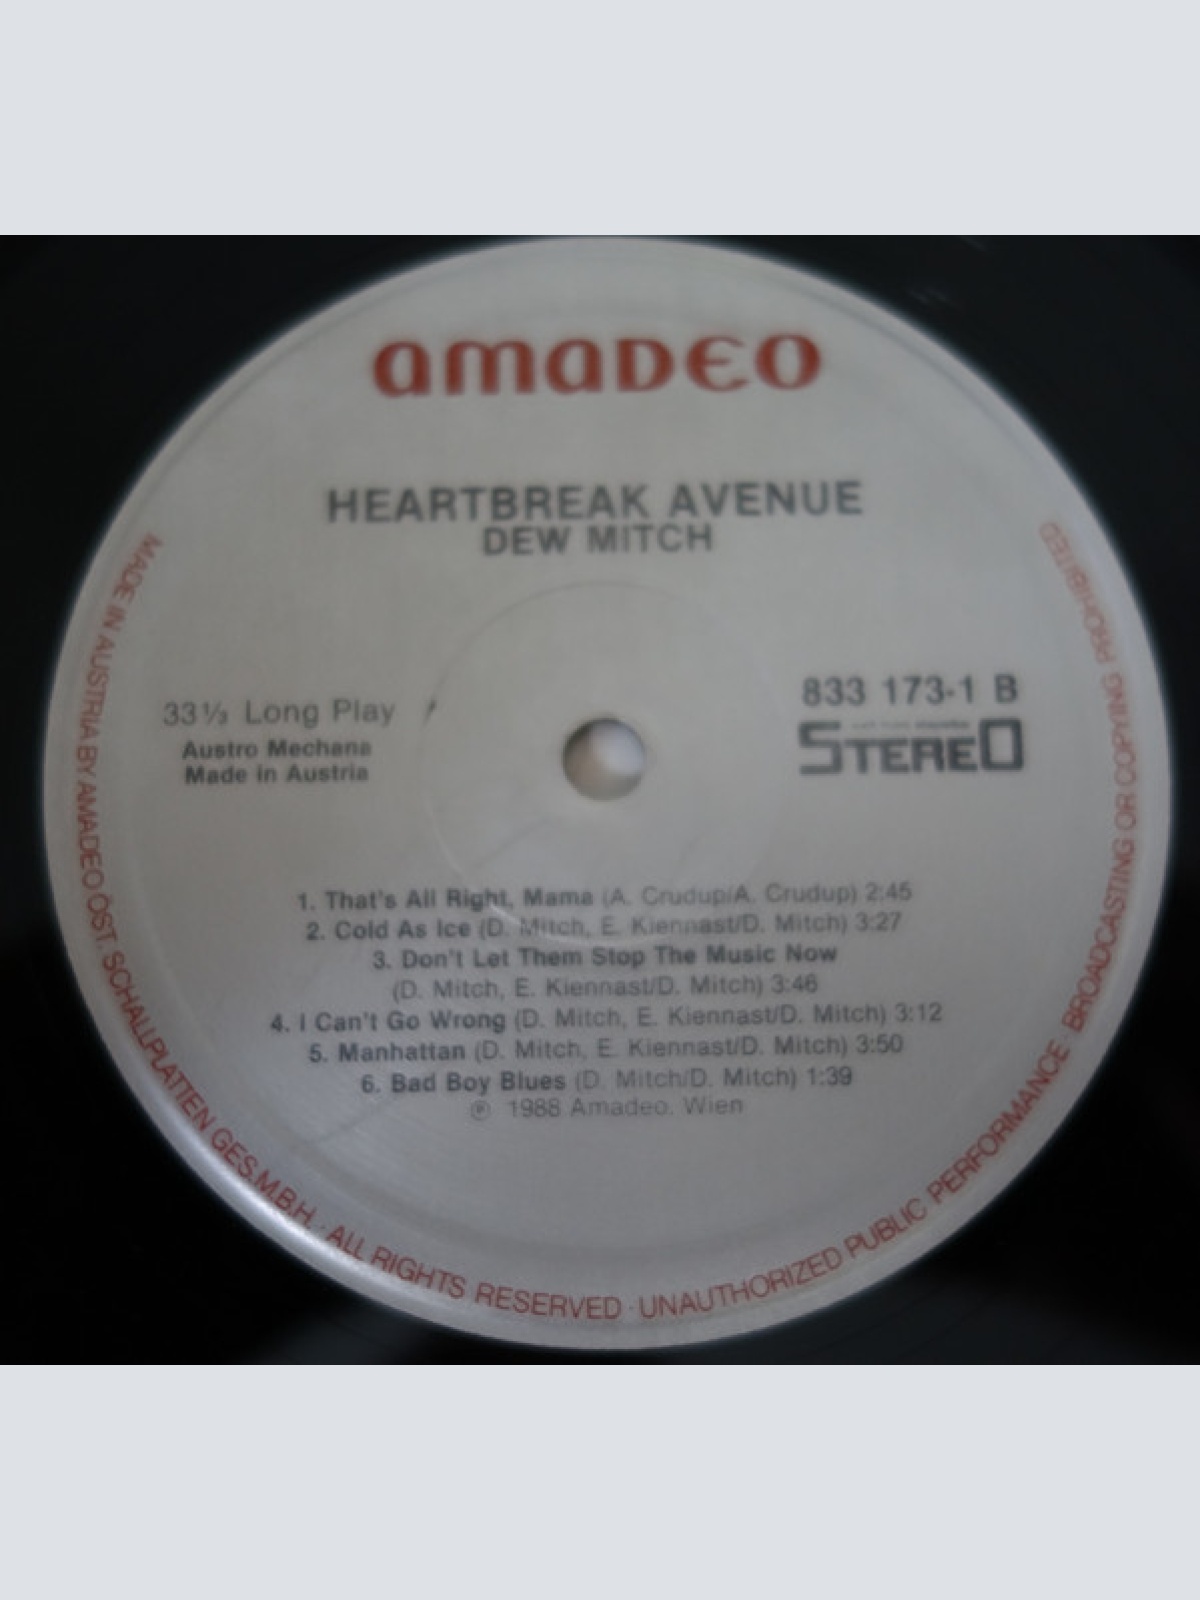 amadeo
HEARTBREAK AVENUE
DEW MITCH
33⅓ Long Play
Austro Mechana
Made in Austria
833 173-1 B
STEREO
1. That's All Right, Mama (A. Crudup/A. Crudup) 2:45
2. Cold As Ice (D. Mitch, E. Kiennast/D. Mitch) 3:27
3. Don't Let Them Stop The Music Now
(D. Mitch, E. Kiennast/D. Mitch) 3:46
4. I Can't Go Wrong (D. Mitch, E. Kiennast/D. Mitch) 3:12
5. Manhattan (D. Mitch, E. Kiennast/D. Mitch) 3:50
6. Bad Boy Blues (D. Mitch/D. Mitch) 1:39
℗ 1988 Amadeo, Wien
MADE IN AUSTRIA BY AMADEO ÖST. SCHALLPLATTEN GES.M.B.H. · ALL RIGHTS RESERVED · UNAUTHORIZED PUBLIC PERFORMANCE · BROADCASTING OR COPYING PROHIBITED